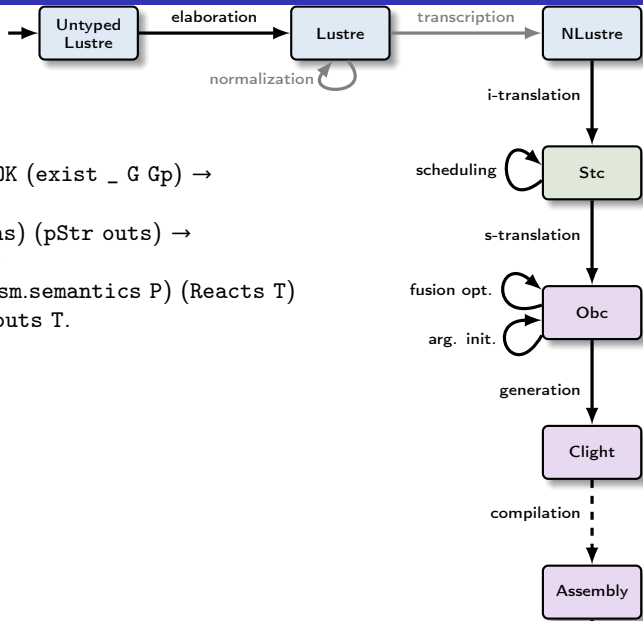 elaboration
transcription
Untyped
Lustre
Lustre
NLustre
normalization
i-translation
OK (exist _ G Gp) →
scheduling
Stc
s) (pStr outs) →
s-translation
sm.semantics P) (Reacts T)
fusion opt.
Obc
outs T.
arg. init.
generation
Clight
compilation
Assembly